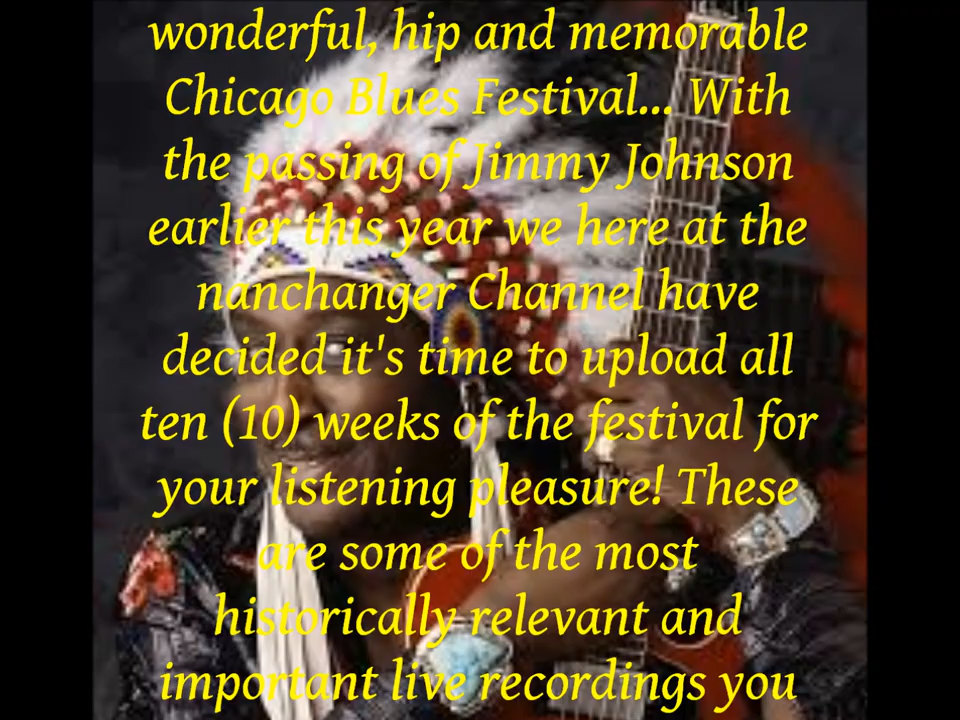 wonderful, hip and memorable
Chicago Blues Festival... With
the passing of Jimmy Johnson
earlier this year we here at the
nanchanger Channel have
decided it's time to upload all
ten (10) weeks of the festival for
your listening pleasure! These
are some of the most
historically relevant and
important live recordings you